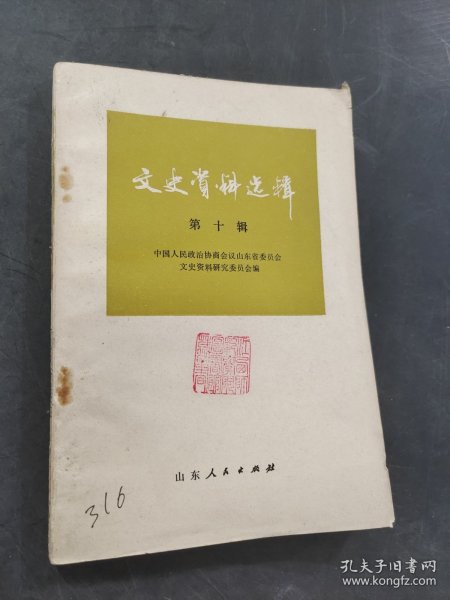 文史资料选辑
第十辑
中国人民政治协商会议山东省委员会
文史资料研究委员会编
山东人民出版社
316
孔夫子旧书网
www.kongfz.com